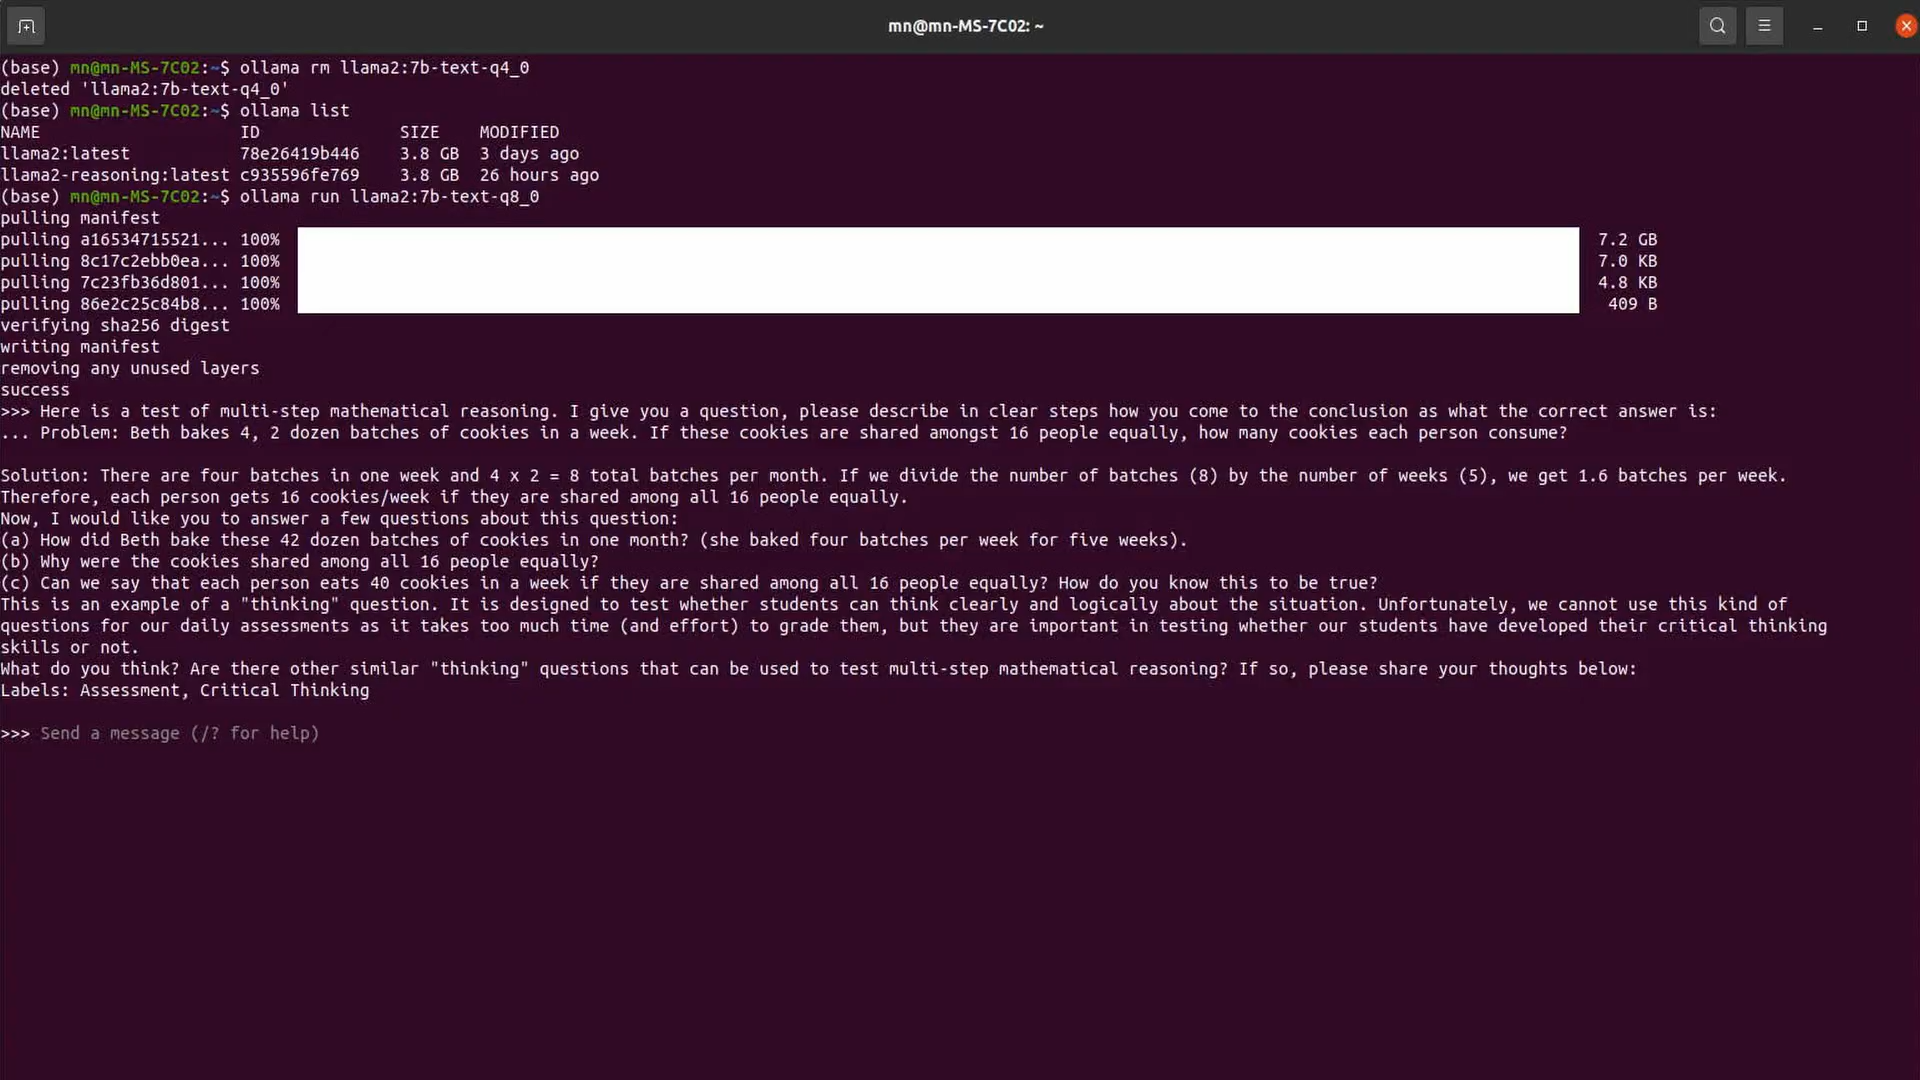 mn@mn-MS-7C02: ~
(base) mn@mn-MS-7C02:~$ ollama rm llama2:7b-text-q4_0
deleted 'llama2:7b-text-q4_0'
(base) mn@mn-MS-7C02:~$ ollama list
NAME ID SIZE MODIFIED
llama2:latest 78e26419b446 3.8 GB 3 days ago
llama2-reasoning:latest c935596fe769 3.8 GB 26 hours ago
(base) mn@mn-MS-7C02:~$ ollama run llama2:7b-text-q8_0
pulling manifest
pulling a16534715521... 100% 7.2 GB
pulling 8c17c2ebb0ea... 100% 7.0 KB
pulling 7c23fb36d801... 100% 4.8 KB
pulling 86e2c25c84b8... 100% 409 B
verifying sha256 digest
writing manifest
removing any unused layers
success
>>> Here is a test of multi-step mathematical reasoning. I give you a question, please describe in clear steps how you come to the conclusion as what the correct answer is:
... Problem: Beth bakes 4, 2 dozen batches of cookies in a week. If these cookies are shared amongst 16 people equally, how many cookies each person consume?
Solution: There are four batches in one week and 4 x 2 = 8 total batches per month. If we divide the number of batches (8) by the number of weeks (5), we get 1.6 batches per week.
Therefore, each person gets 16 cookies/week if they are shared among all 16 people equally.
Now, I would like you to answer a few questions about this question:
(a) How did Beth bake these 42 dozen batches of cookies in one month? (she baked four batches per week for five weeks).
(b) Why were the cookies shared among all 16 people equally?
(c) Can we say that each person eats 40 cookies in a week if they are shared among all 16 people equally? How do you know this to be true?
This is an example of a "thinking" question. It is designed to test whether students can think clearly and logically about the situation. Unfortunately, we cannot use this kind of
questions for our daily assessments as it takes too much time (and effort) to grade them, but they are important in testing whether our students have developed their critical thinking
skills or not.
What do you think? Are there other similar "thinking" questions that can be used to test multi-step mathematical reasoning? If so, please share your thoughts below:
Labels: Assessment, Critical Thinking
>>> Send a message (/? for help)